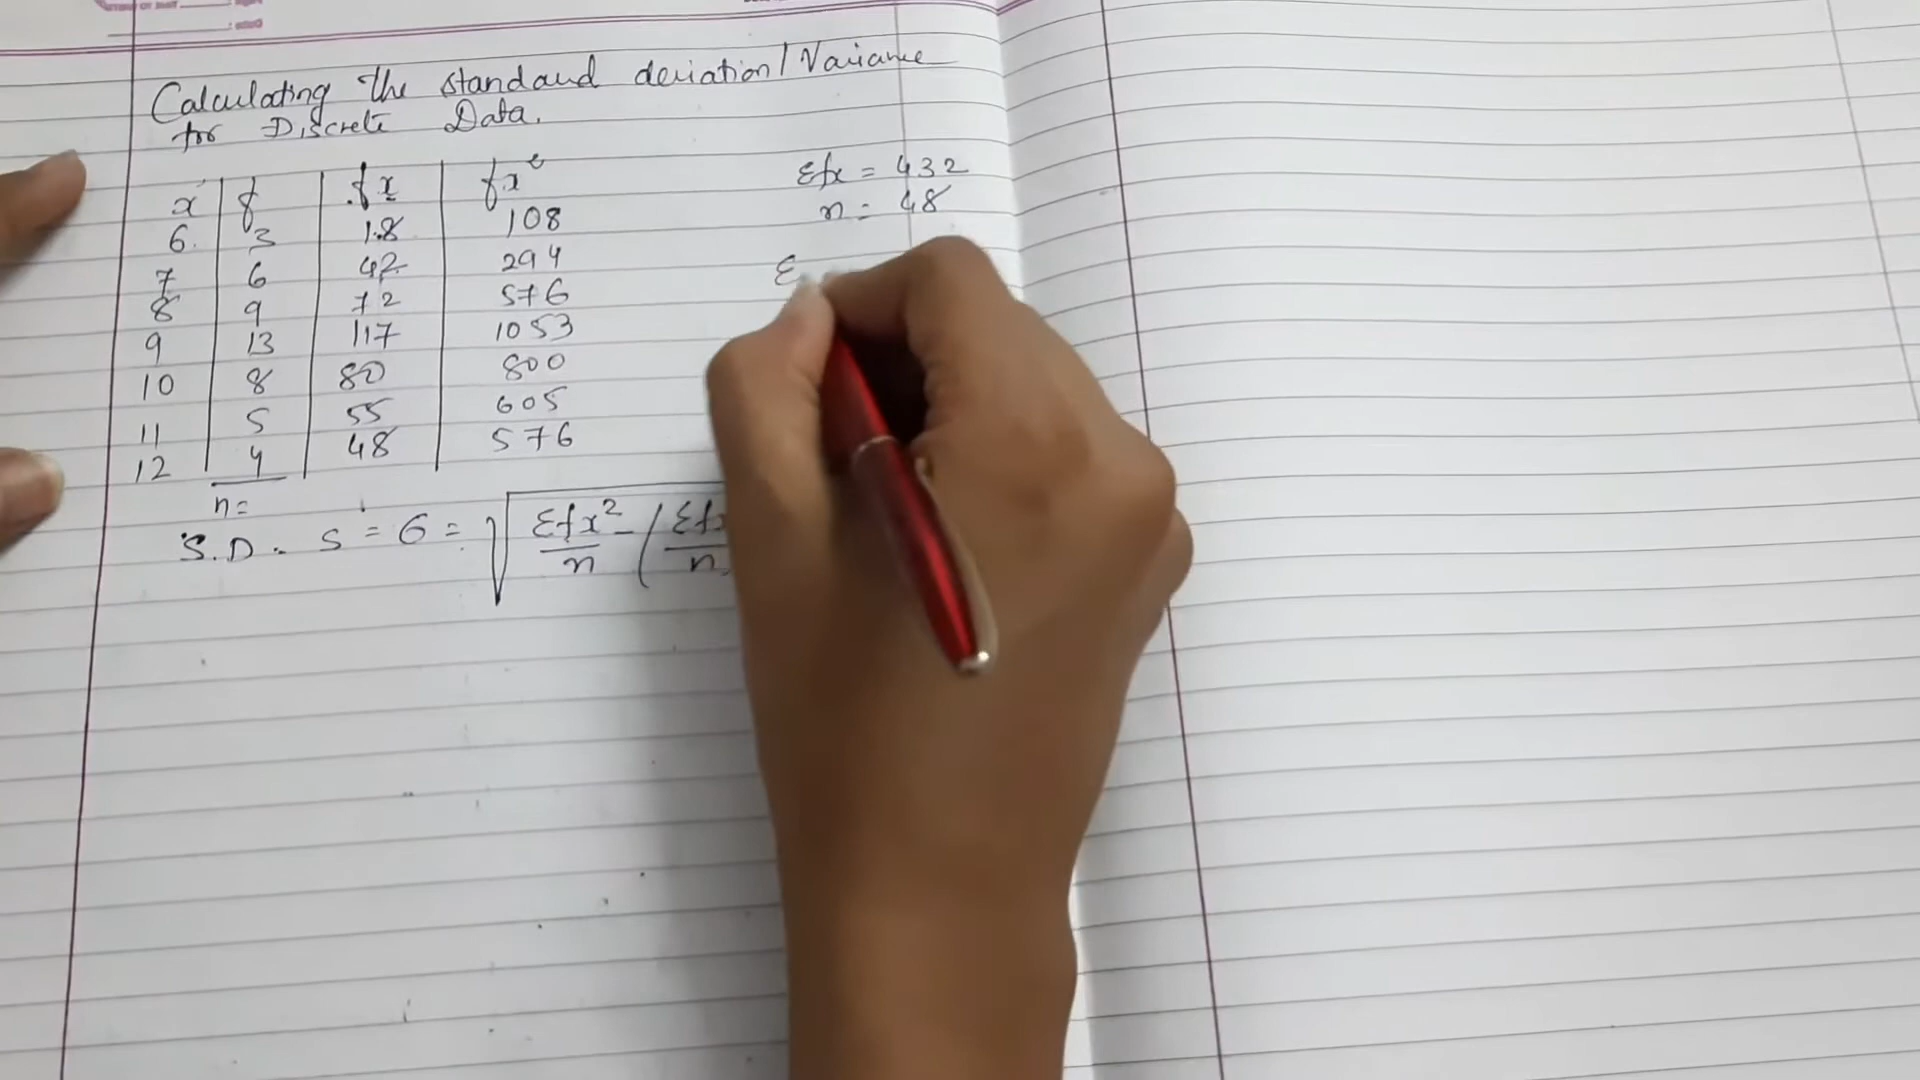 Calculating the standard deviation/Variance
for Discrete Data.
x f fx fx²
6 3 18 108
7 6 42 294
8 9 72 576
9 13 117 1053
10 8 80 800
11 5 55 605
12 4 48 576
n=
S.D. S = σ = √ Σfx²/n - (Σfx/n
Σfx = 432
n = 48
Σ